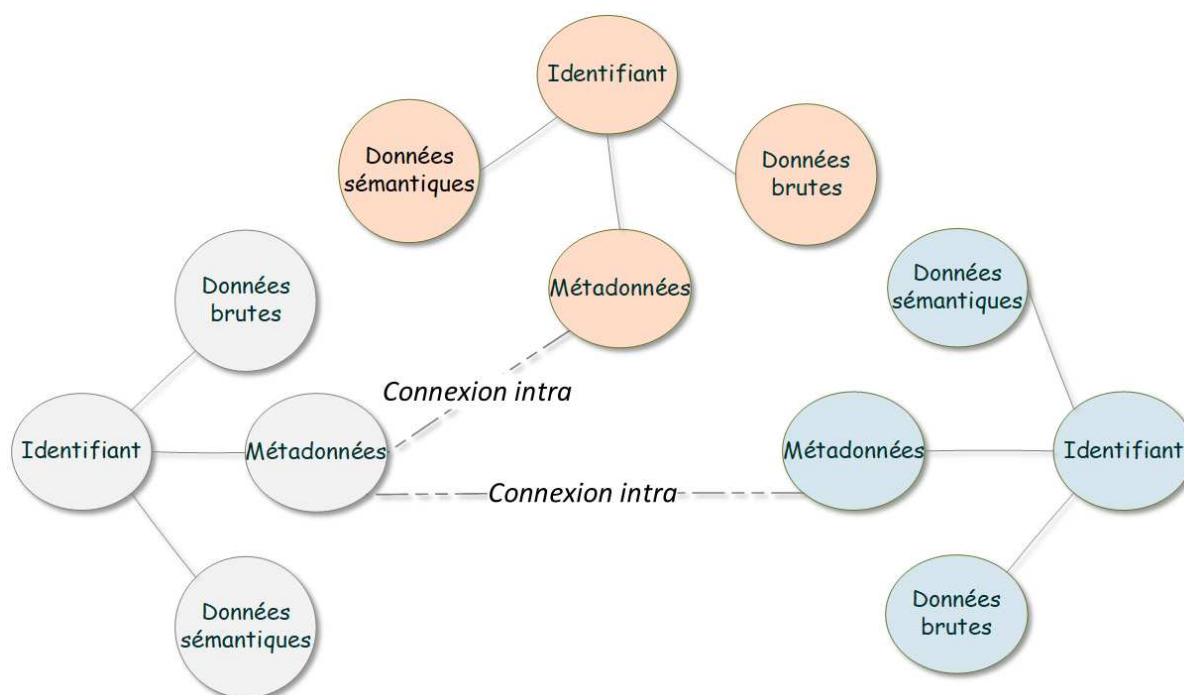 Identifiant
Données
sémantiques
Données
brutes
Métadonnées
Données
brutes
Données
sémantiques
Connexion intra
Identifiant
Métadonnées
Métadonnées
Identifiant
Connexion intra
Données
sémantiques
Données
brutes